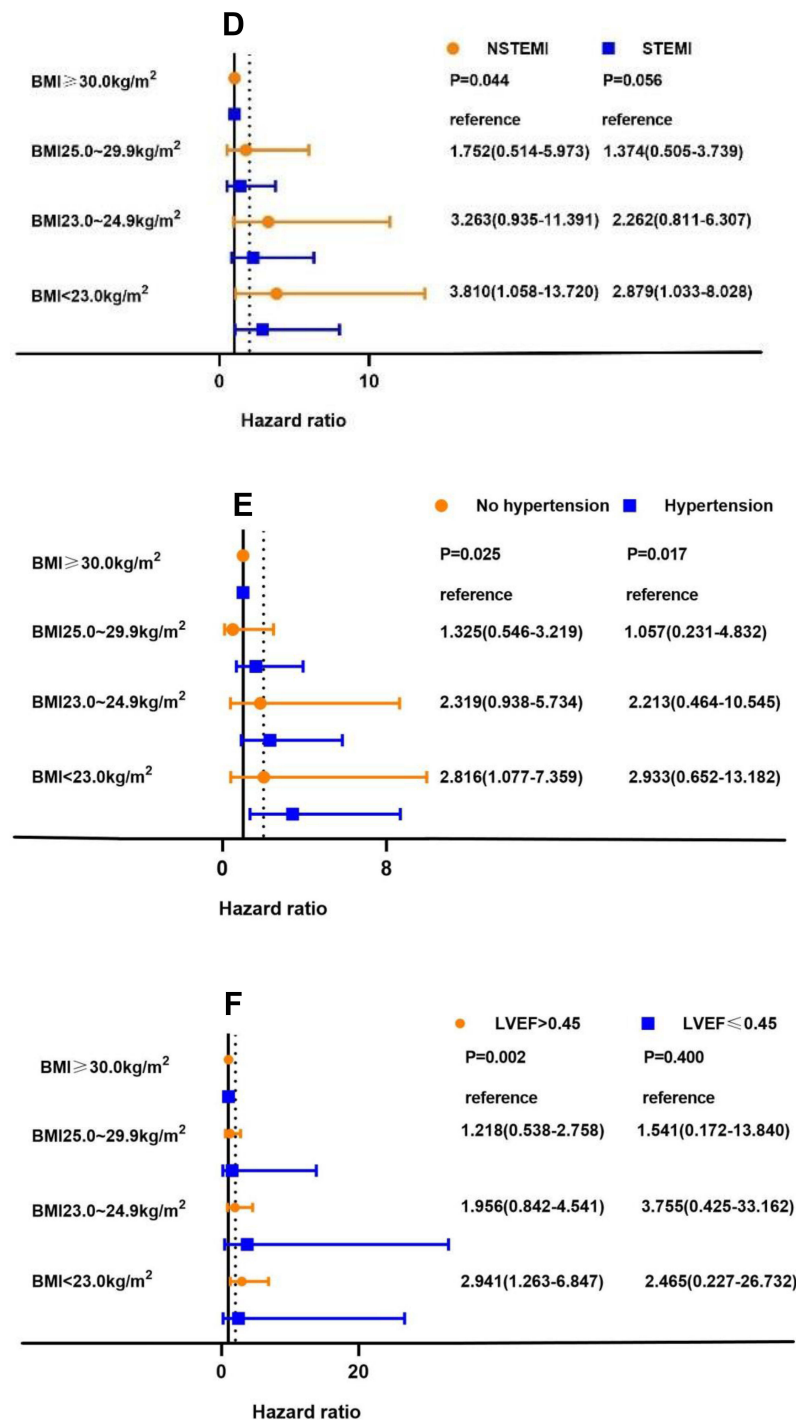 D
NSTEMI STEMI
BMI≥30.0kg/m² P=0.044 P=0.056
reference reference
BMI25.0~29.9kg/m² 1.752(0.514-5.973) 1.374(0.505-3.739)
BMI23.0~24.9kg/m² 3.263(0.935-11.391) 2.262(0.811-6.307)
BMI<23.0kg/m² 3.810(1.058-13.720) 2.879(1.033-8.028)
0 10
Hazard ratio
E
No hypertension Hypertension
BMI≥30.0kg/m² P=0.025 P=0.017
reference reference
BMI25.0~29.9kg/m² 1.325(0.546-3.219) 1.057(0.231-4.832)
BMI23.0~24.9kg/m² 2.319(0.938-5.734) 2.213(0.464-10.545)
BMI<23.0kg/m² 2.816(1.077-7.359) 2.933(0.652-13.182)
0 8
Hazard ratio
F
LVEF>0.45 LVEF≤0.45
BMI≥30.0kg/m² P=0.002 P=0.400
reference reference
BMI25.0~29.9kg/m² 1.218(0.538-2.758) 1.541(0.172-13.840)
BMI23.0~24.9kg/m² 1.956(0.842-4.541) 3.755(0.425-33.162)
BMI<23.0kg/m² 2.941(1.263-6.847) 2.465(0.227-26.732)
0 20
Hazard ratio